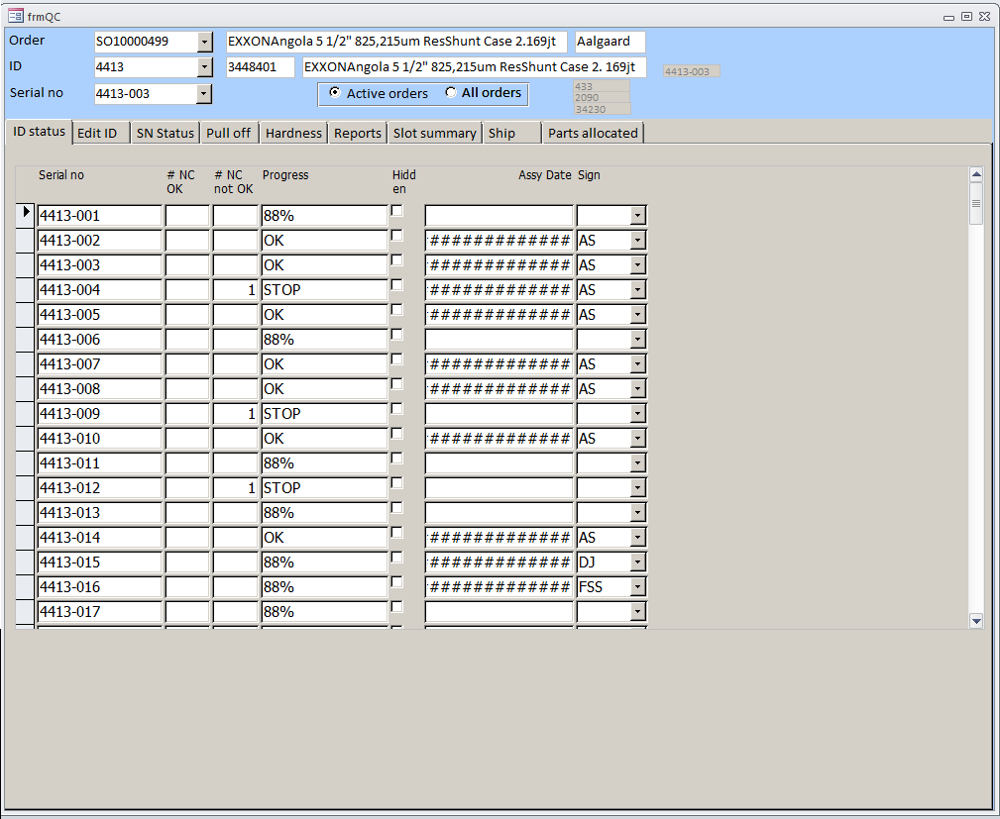 frmQC
Order SO10000499 EXXONAngola 5 1/2" 825,215um ResShunt Case 2.169jt Aalgaard
ID 4413 3448401 EXXONAngola 5 1/2" 825,215um ResShunt Case 2. 169jt 4413-003
Serial no 4413-003 Active orders All orders 433
2090
34230
ID status Edit ID SN Status Pull off Hardness Reports Slot summary Ship Parts allocated
Serial no # NC # NC Progress Hidd Assy Date Sign
OK not OK en
4413-001 88%
4413-002 OK ############# AS
4413-003 OK ############# AS
4413-004 1 STOP ############# AS
4413-005 OK ############# AS
4413-006 88%
4413-007 OK ############# AS
4413-008 OK ############# AS
4413-009 1 STOP
4413-010 OK ############# AS
4413-011 88%
4413-012 1 STOP
4413-013 88%
4413-014 OK ############# AS
4413-015 88% ############# DJ
4413-016 88% ############# FSS
4413-017 88%